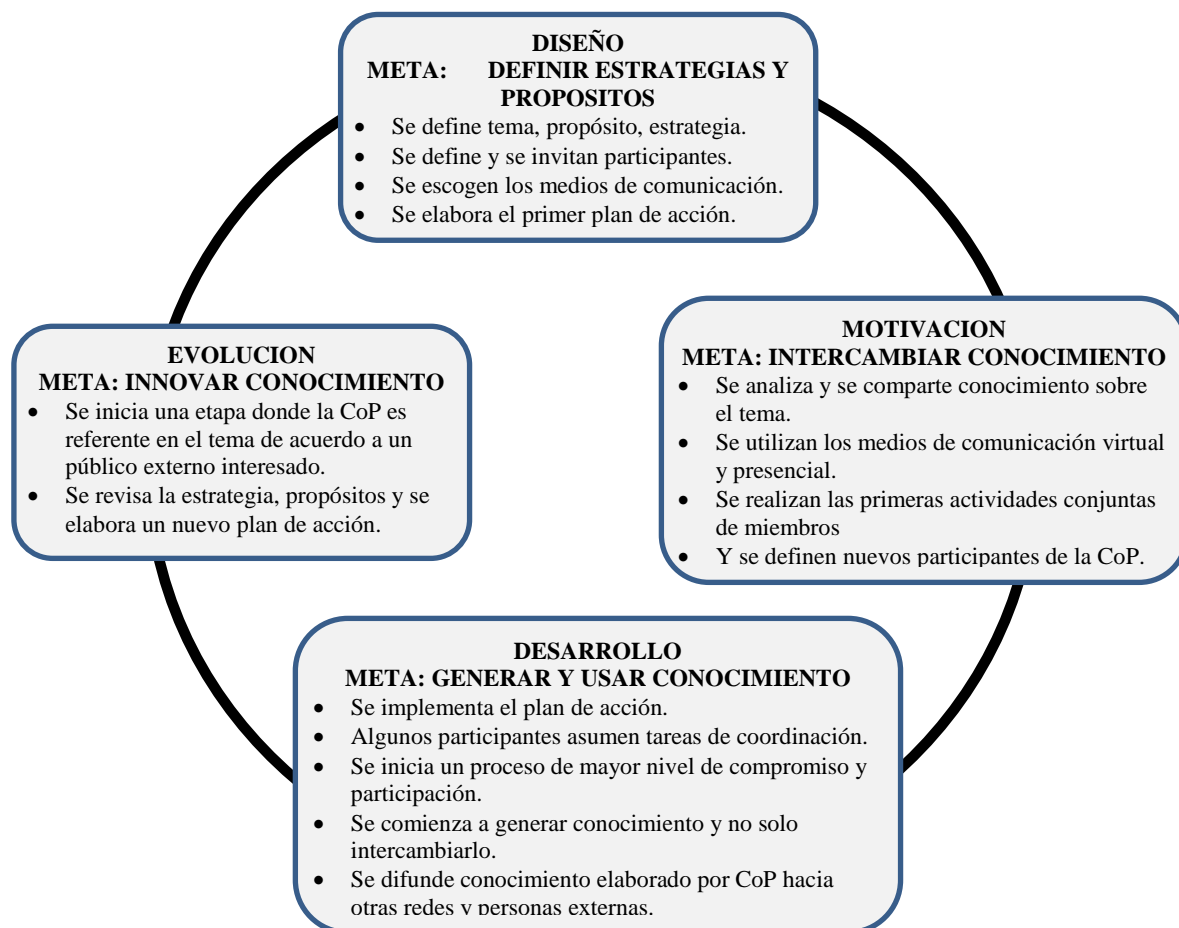 DISEÑO
META: DEFINIR ESTRATEGIAS Y
PROPOSITOS
• Se define tema, propósito, estrategia.
• Se define y se invitan participantes.
• Se escogen los medios de comunicación.
• Se elabora el primer plan de acción.
MOTIVACION
META: INTERCAMBIAR CONOCIMIENTO
• Se analiza y se comparte conocimiento sobre
el tema.
• Se utilizan los medios de comunicación virtual
y presencial.
• Se realizan las primeras actividades conjuntas
de miembros
• Y se definen nuevos participantes de la CoP.
DESARROLLO
META: GENERAR Y USAR CONOCIMIENTO
• Se implementa el plan de acción.
• Algunos participantes asumen tareas de coordinación.
• Se inicia un proceso de mayor nivel de compromiso y
participación.
• Se comienza a generar conocimiento y no solo
intercambiarlo.
• Se difunde conocimiento elaborado por CoP hacia
otras redes y personas externas.
EVOLUCION
META: INNOVAR CONOCIMIENTO
• Se inicia una etapa donde la CoP es
referente en el tema de acuerdo a un
público externo interesado.
• Se revisa la estrategia, propósitos y se
elabora un nuevo plan de acción.